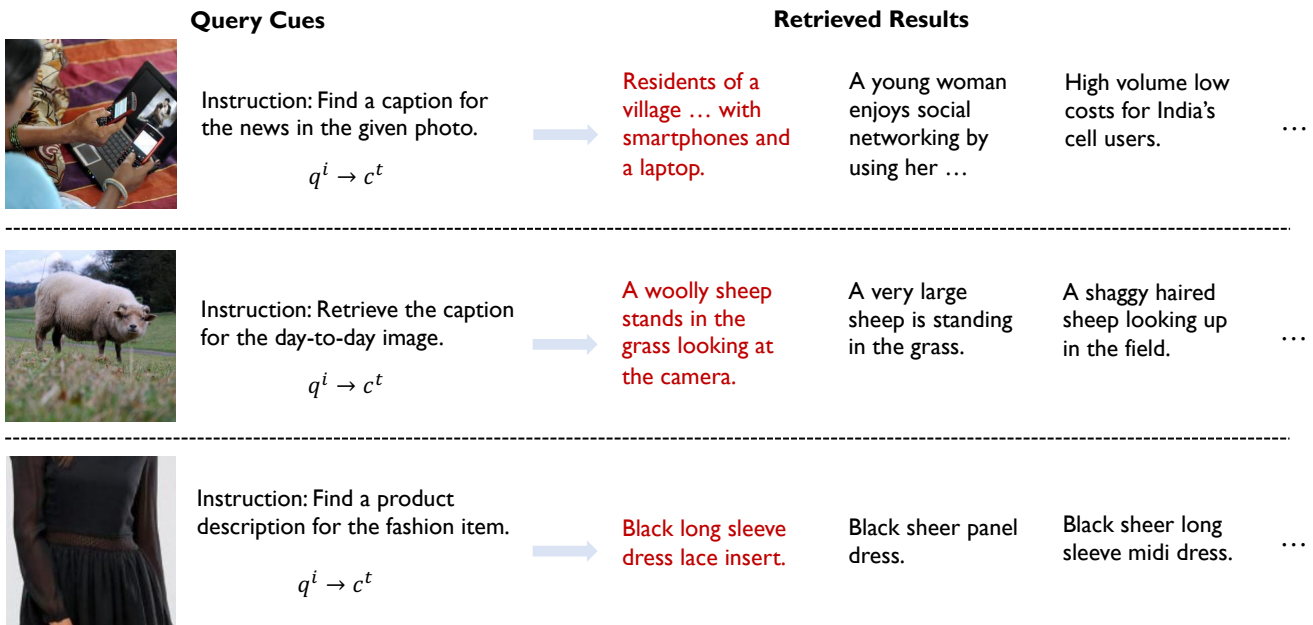 Query Cues
Retrieved Results
Instruction: Find a caption for
the news in the given photo.
q^i → c^t
Residents of a
village … with
smartphones and
a laptop.
A young woman
enjoys social
networking by
using her …
High volume low
costs for India's
cell users.
…
Instruction: Retrieve the caption
for the day-to-day image.
q^i → c^t
A woolly sheep
stands in the
grass looking at
the camera.
A very large
sheep is standing
in the grass.
A shaggy haired
sheep looking up
in the field.
…
Instruction: Find a product
description for the fashion item.
q^i → c^t
Black long sleeve
dress lace insert.
Black sheer panel
dress.
Black sheer long
sleeve midi dress.
…